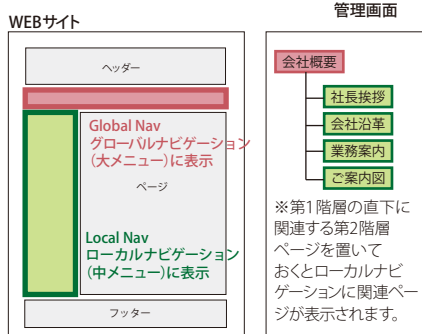 WEBサイト
ヘッダー
Global Nav
グローバルナビゲーション
（大メニュー）に表示
ページ
Local Nav
ローカルナビゲーション
（中メニュー）に表示
フッター
管理画面
会社概要
社長挨拶
会社沿革
業務案内
ご案内図
※第1階層の直下に
関連する第2階層
ページを置いて
おくとローカルナビ
ゲーションに関連ペー
ジが表示されます。